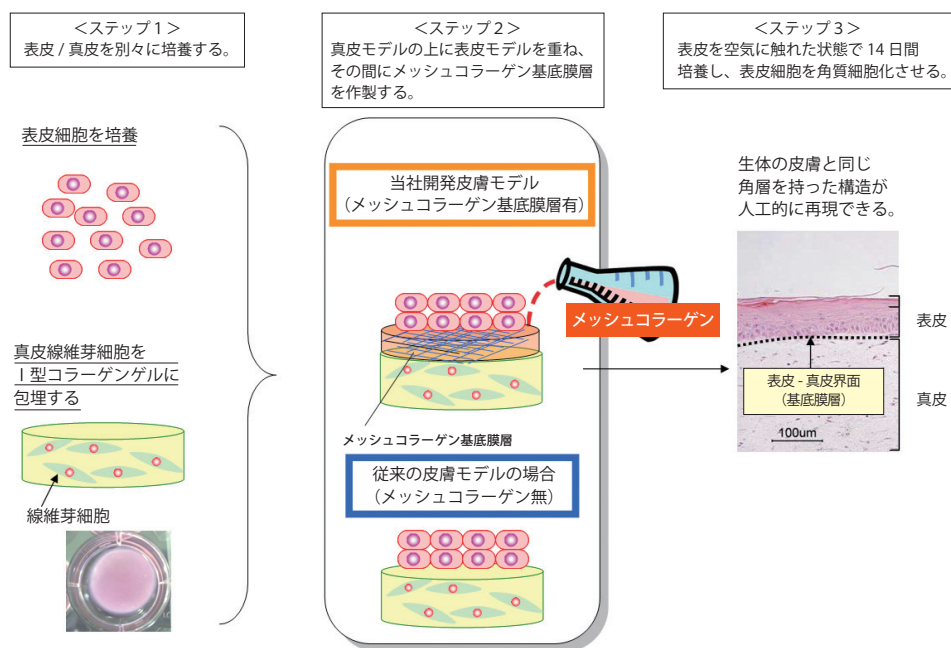 ＜ステップ１＞
表皮 / 真皮を別々に培養する。
＜ステップ２＞
真皮モデルの上に表皮モデルを重ね、
その間にメッシュコラーゲン基底膜層
を作製する。
＜ステップ３＞
表皮を空気に触れた状態で 14 日間
培養し、表皮細胞を角質細胞化させる。
表皮細胞を培養
真皮線維芽細胞を
Ⅰ型コラーゲンゲルに
包埋する
線維芽細胞
当社開発皮膚モデル
（メッシュコラーゲン基底膜層有）
メッシュコラーゲン
メッシュコラーゲン基底膜層
従来の皮膚モデルの場合
（メッシュコラーゲン無）
生体の皮膚と同じ
角層を持った構造が
人工的に再現できる。
表皮
表皮 - 真皮界面
（基底膜層）
真皮
100um